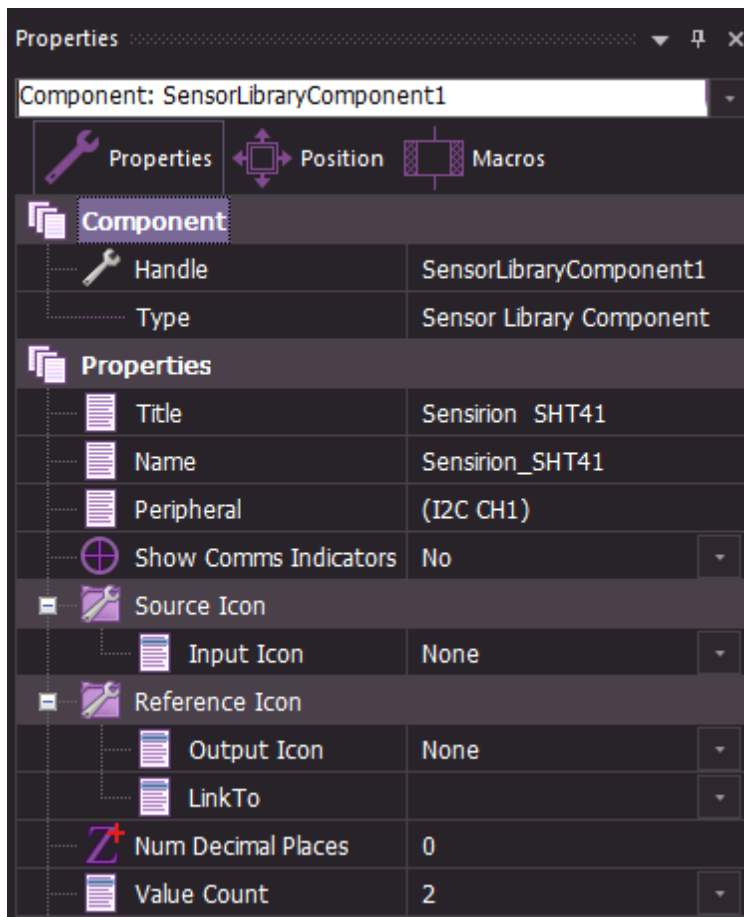 Properties
Component: SensorLibraryComponent1
Properties Position Macros
Component
Handle SensorLibraryComponent1
Type Sensor Library Component
Properties
Title Sensirion SHT41
Name Sensirion_SHT41
Peripheral (I2C CH1)
Show Comms Indicators No
Source Icon
Input Icon None
Reference Icon
Output Icon None
LinkTo
Num Decimal Places 0
Value Count 2